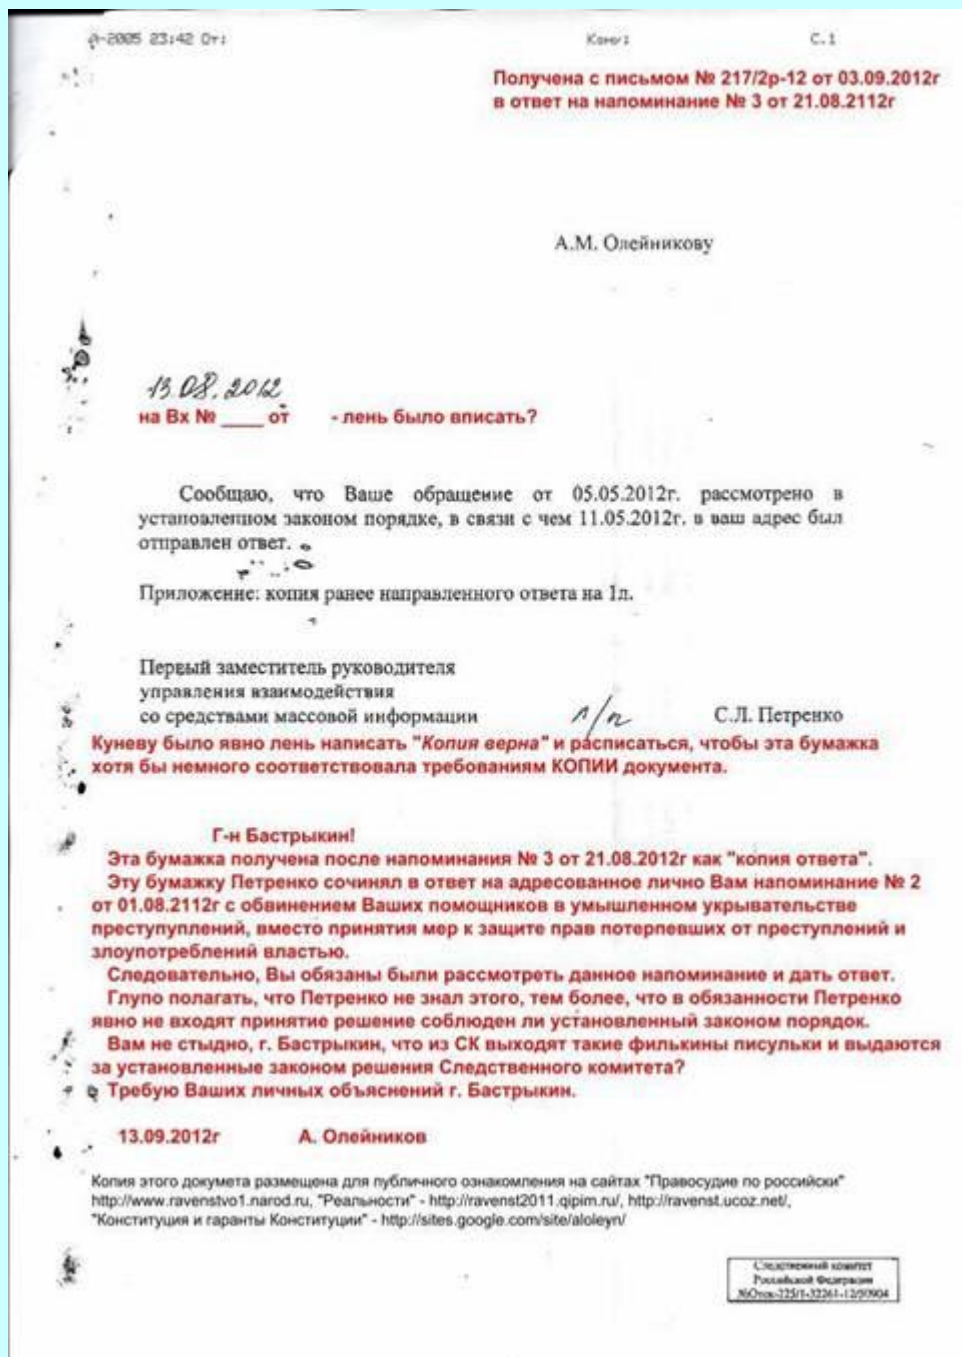 -2005 23:42 От: Кому: С.1
Получена с письмом № 217/2р-12 от 03.09.2012г
в ответ на напоминание № 3 от 21.08.2112г
А.М. Олейникову
13.08.2012
на Вх № ____ от - лень было вписать?
Сообщаю, что Ваше обращение от 05.05.2012г. рассмотрено в
установленном законом порядке, в связи с чем 11.05.2012г. в ваш адрес был
отправлен ответ.
Приложение: копия ранее направленного ответа на 1л.
Первый заместитель руководителя
управления взаимодействия
со средствами массовой информации п/п С.Л. Петренко
Куневу было явно лень написать "Копия верна" и расписаться, чтобы эта бумажка
хотя бы немного соответствовала требованиям КОПИИ документа.
Г-н Бастрыкин!
Эта бумажка получена после напоминания № 3 от 21.08.2012г как "копия ответа".
Эту бумажку Петренко сочинял в ответ на адресованное лично Вам напоминание № 2
от 01.08.2112г с обвинением Ваших помощников в умышленном укрывательстве
преступуплений, вместо принятия мер к защите прав потерпевших от преступлений и
злоупотреблений властью.
Следовательно, Вы обязаны были рассмотреть данное напоминание и дать ответ.
Глупо полагать, что Петренко не знал этого, тем более, что в обязанности Петренко
явно не входят принятие решение соблюден ли установленный законом порядок.
Вам не стыдно, г. Бастрыкин, что из СК выходят такие филькины писульки и выдаются
за установленные законом решения Следственного комитета?
Требую Ваших личных объяснений г. Бастрыкин.
13.09.2012г А. Олейников
Копия этого докумета размещена для публичного ознакомления на сайтах "Правосудие по российски"
http://www.ravenstvo1.narod.ru, "Реальности" - http://ravenst2011.qipim.ru/, http://ravenst.ucoz.net/,
"Конституция и гаранты Конституции" - http://sites.google.com/site/aloleyn/
Следственный комитет
Российской Федерации